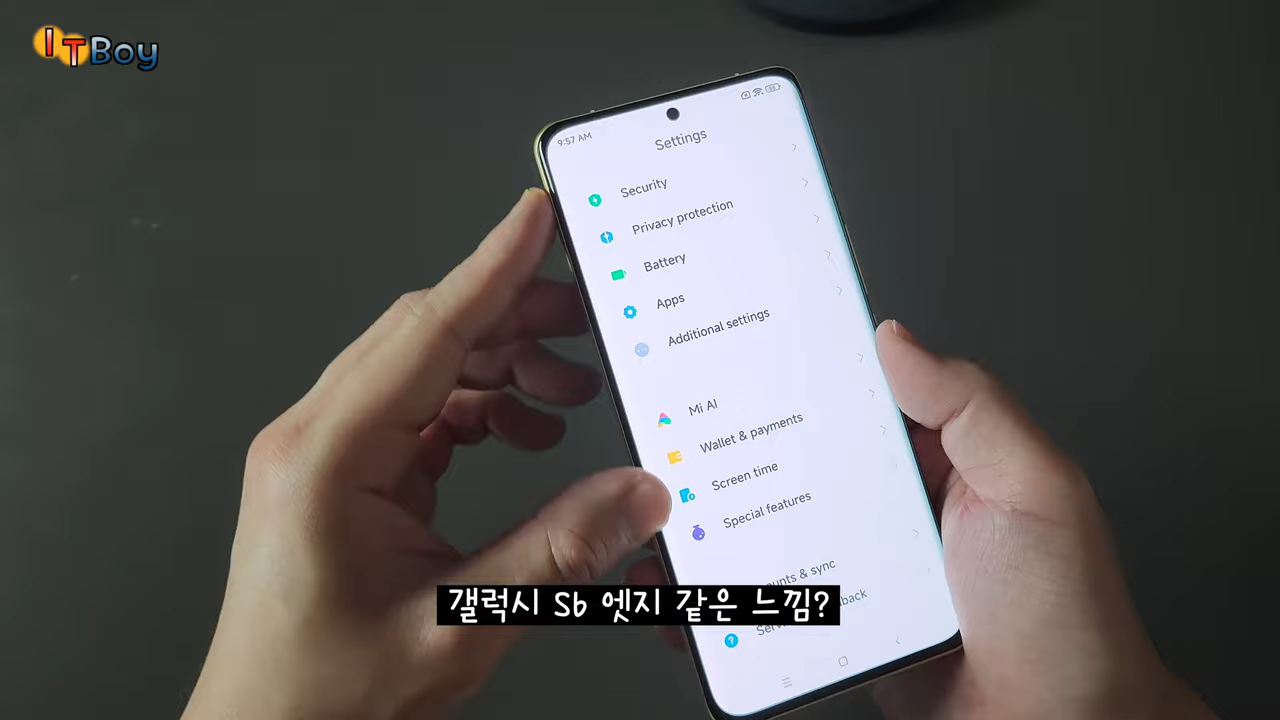 ITBoy
9:57 AM
Settings
Security
Privacy protection
Battery
Apps
Additional settings
Mi AI
Wallet & payments
Screen time
Special features
& sync
갤럭시 S6 엣지 같은 느낌?